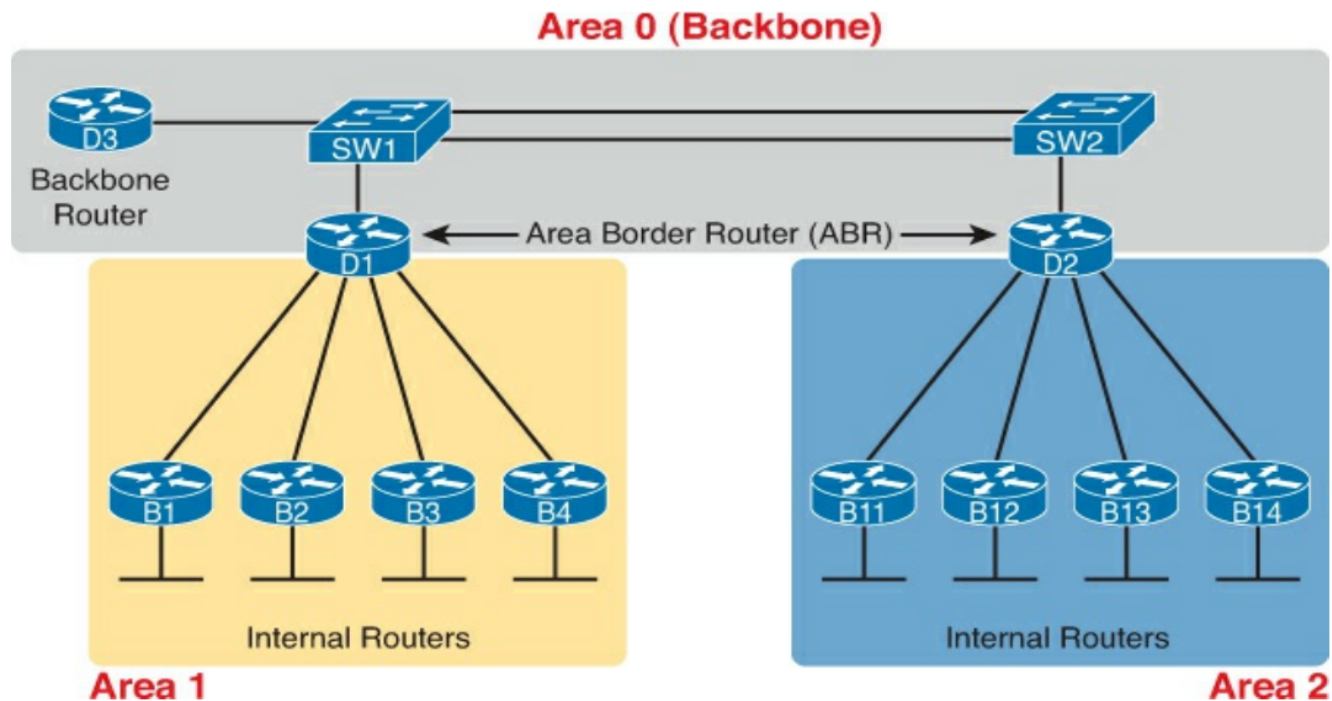 Area 0 (Backbone)
D3
SW1
SW2
Backbone
Router
Area Border Router (ABR)
D1
D2
B1
B2
B3
B4
B11
B12
B13
B14
Internal Routers
Internal Routers
Area 1
Area 2